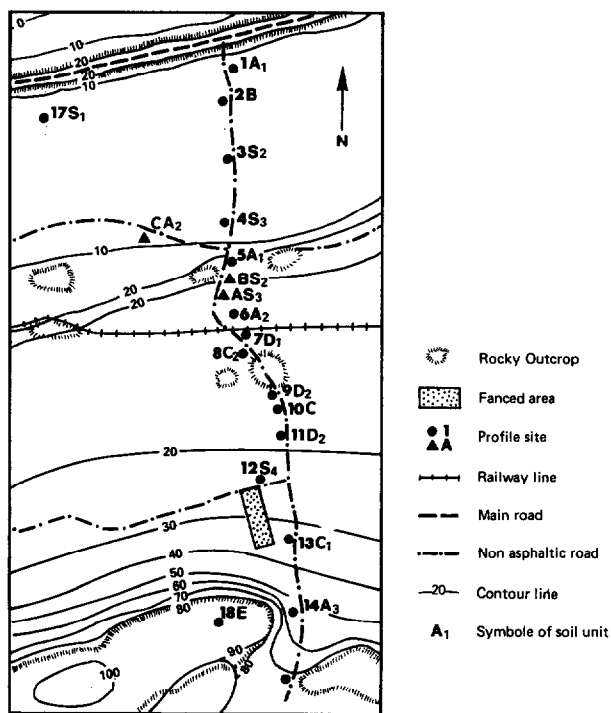 0
10
20
20
10
1A1
2B
17S1
N
3S2
CA2
4S3
10
5A1
BS2
20
AS3
20
6A2
7D1
8C2
9D2
10C
11D2
20
12S4
30
13C1
40
50
60
70
80
14A3
18E
90
80
100
Rocky Outcrop
Fanced area
1
A
Profile site
Railway line
Main road
Non asphaltic road
20
Contour line
A1
Symbole of soil unit